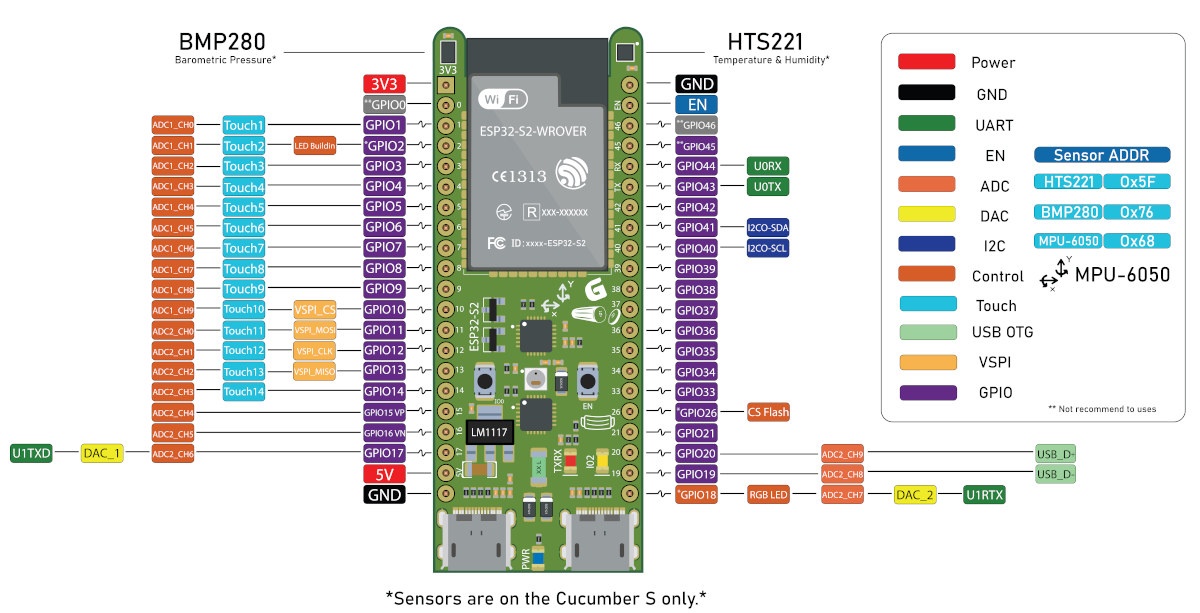 BMP280
Barometric Pressure*
HTS221
Temperature & Humidity*
3V3
3V3 GND
**GPIO0 0 EN EN
ADC1_CH0 Touch1 GPIO1 1 46 **GPIO46
ADC1_CH1 Touch2 LED Buildin *GPIO2 2 45 **GPIO45
ADC1_CH2 Touch3 GPIO3 3 RX GPIO44 U0RX
ADC1_CH3 Touch4 GPIO4 4 TX GPIO43 U0TX
ADC1_CH4 Touch5 GPIO5 5 42 GPIO42
ADC1_CH5 Touch6 GPIO6 6 41 GPIO41 I2CO-SDA
ADC1_CH6 Touch7 GPIO7 7 40 GPIO40 I2CO-SCL
ADC1_CH7 Touch8 GPIO8 8 39 GPIO39
ADC1_CH8 Touch9 GPIO9 9 38 GPIO38
ADC1_CH9 Touch10 VSPI_CS GPIO10 10 37 GPIO37
ADC2_CH0 Touch11 VSPI_MOSI GPIO11 11 36 GPIO36
ADC2_CH1 Touch12 VSPI_CLK GPIO12 12 35 GPIO35
ADC2_CH2 Touch13 VSPI_MISO GPIO13 13 34 GPIO34
ADC2_CH3 Touch14 GPIO14 14 33 GPIO33
ADC2_CH4 GPIO15 VP 15 26 *GPIO26 CS Flash
ADC2_CH5 GPIO16 VN 16 21 GPIO21
U1TXD DAC_1 ADC2_CH6 GPIO17 17 20 GPIO20 ADC2_CH9 USB_D-
5V 5V 19 GPIO19 ADC2_CH8 USB_D-
GND *GPIO18 RGB LED ADC2_CH7 DAC_2 U1RTX
WiFi
ESP32-S2-WROVER
CE1313
R XXX-XXXXXX
FC ID : xxxx-ESP32-S2
ESP32-S2
Y
X
IO0
EN
LM1117
XX L
TXRX
IO2
PWR
Power
GND
UART
EN
ADC
DAC
I2C
Control
Touch
USB OTG
VSPI
GPIO
Sensor ADDR
HTS221 0x5F
BMP280 0x76
MPU-6050 0x68
Y
X
MPU-6050
** Not recommend to uses
*Sensors are on the Cucumber S only.*